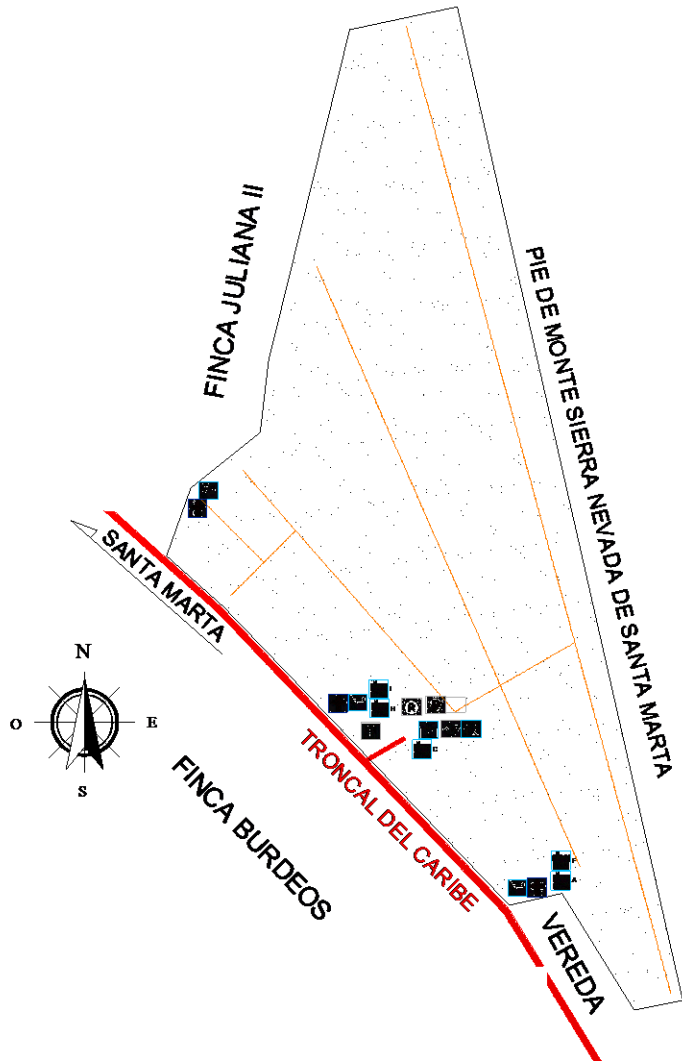 FINCA JULIANA II
PIE DE MONTE SIERRA NEVADA DE SANTA MARTA
SANTA MARTA
N
O
E
S
I
H
R
C
TRONCAL DEL CARIBE
FINCA BURDEOS
F
A
VEREDA